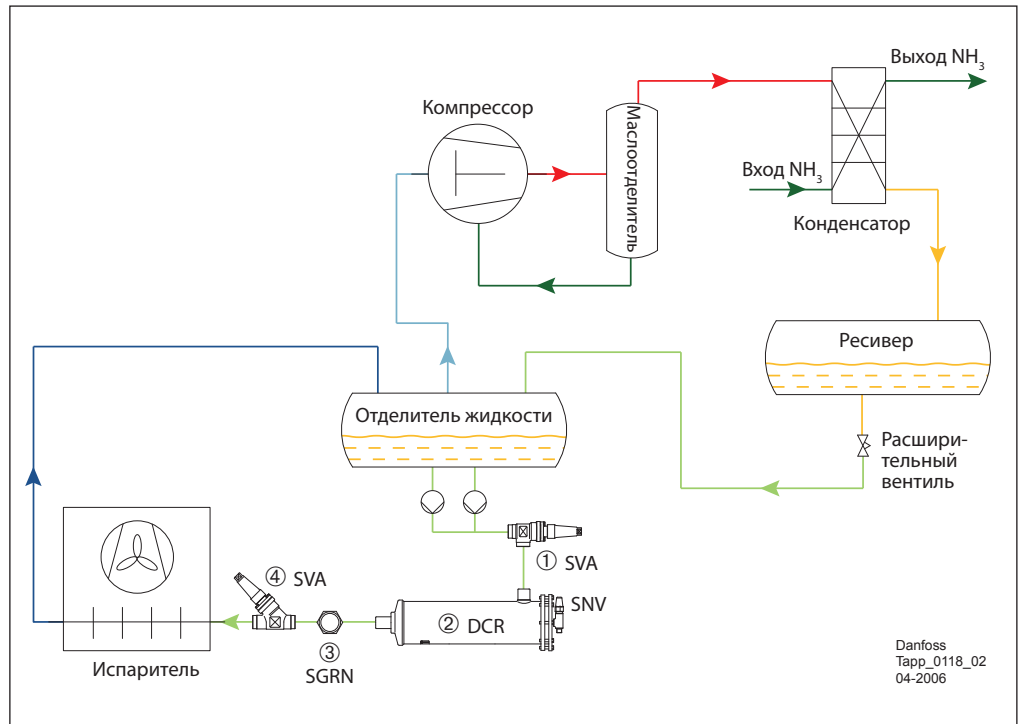 Выход NH3
Компрессор
Маслоотделитель
Вход NH3
Конденсатор
Ресивер
Отделитель жидкости
Расшири-
тельный
вентиль
① SVA
④ SVA
SNV
② DCR
③
SGRN
Испаритель
Danfoss
Tapp_0118_02
04-2006